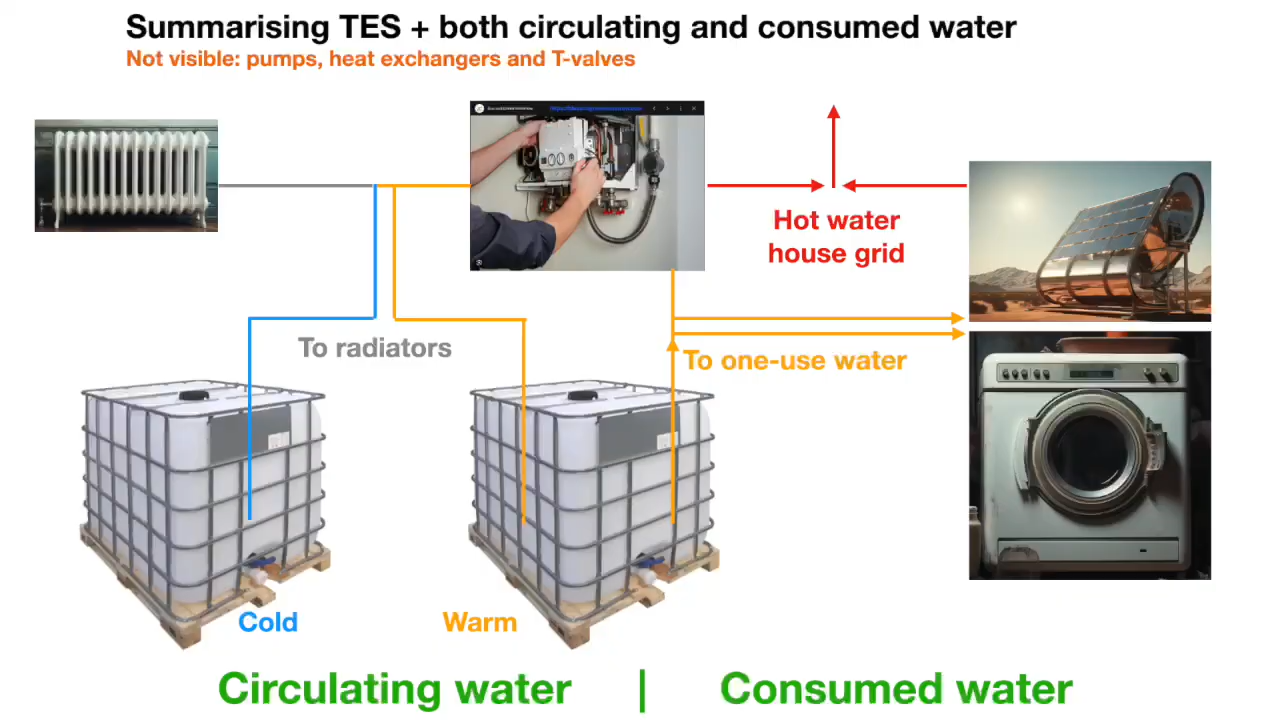 Summarising TES + both circulating and consumed water
Not visible: pumps, heat exchangers and T-valves
Hot water
house grid
To radiators
To one-use water
Cold
Warm
Circulating water | Consumed water